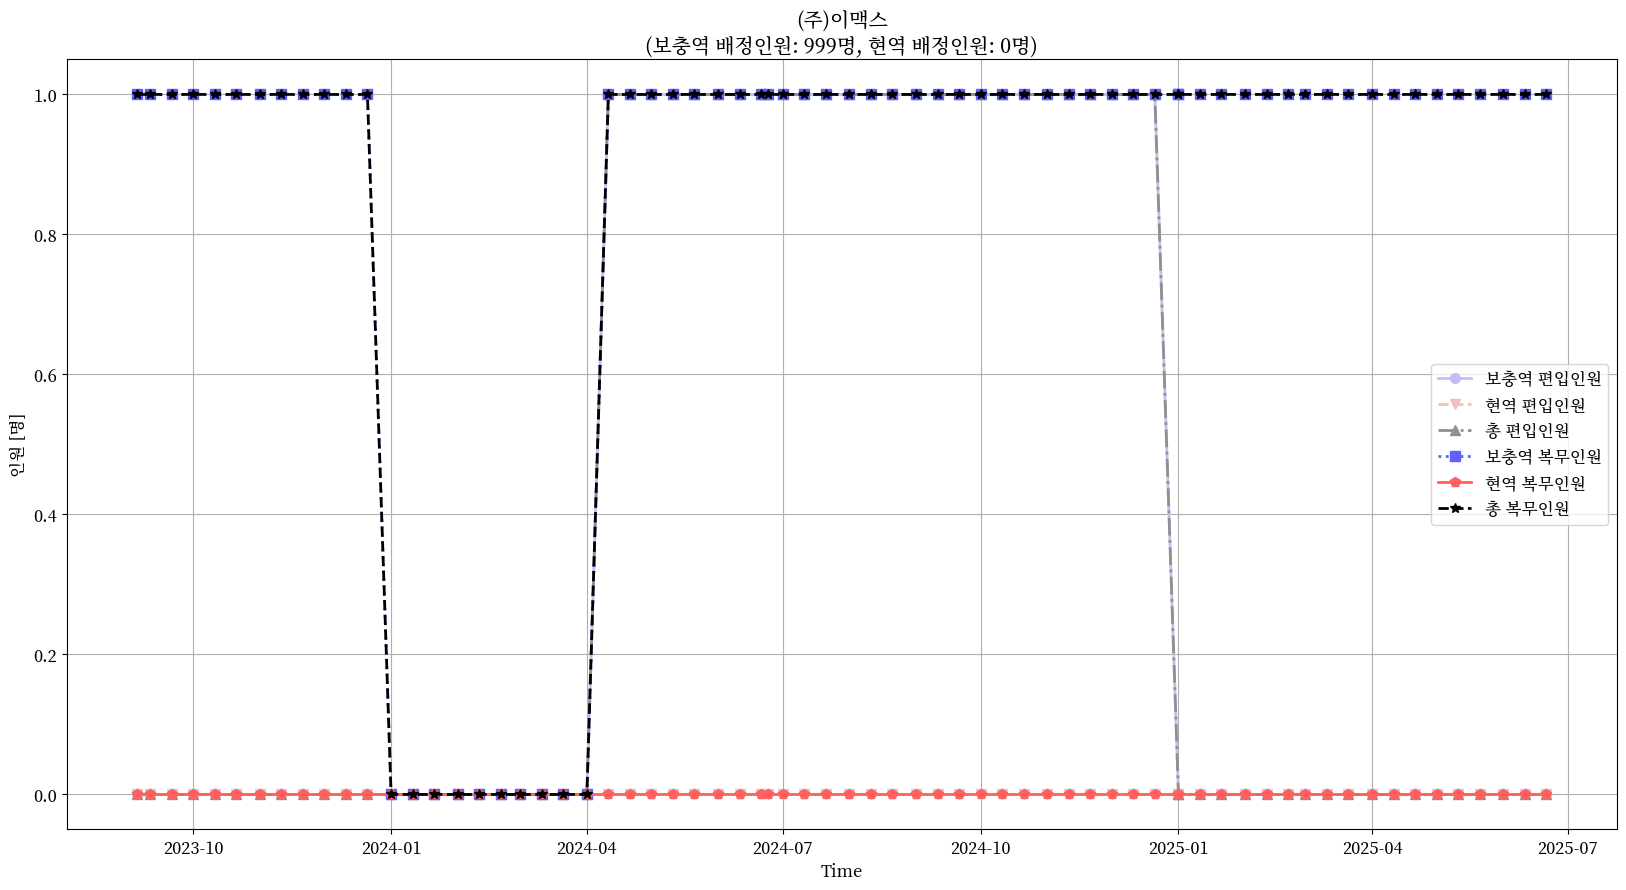 (주)이맥스
(보충역 배정인원: 999명, 현역 배정인원: 0명)
인원 [명]
1.0
0.8
0.6
0.4
0.2
0.0
보충역 편입인원
현역 편입인원
총 편입인원
보충역 복무인원
현역 복무인원
총 복무인원
2023-10
2024-01
2024-04
2024-07
2024-10
2025-01
2025-04
2025-07
Time